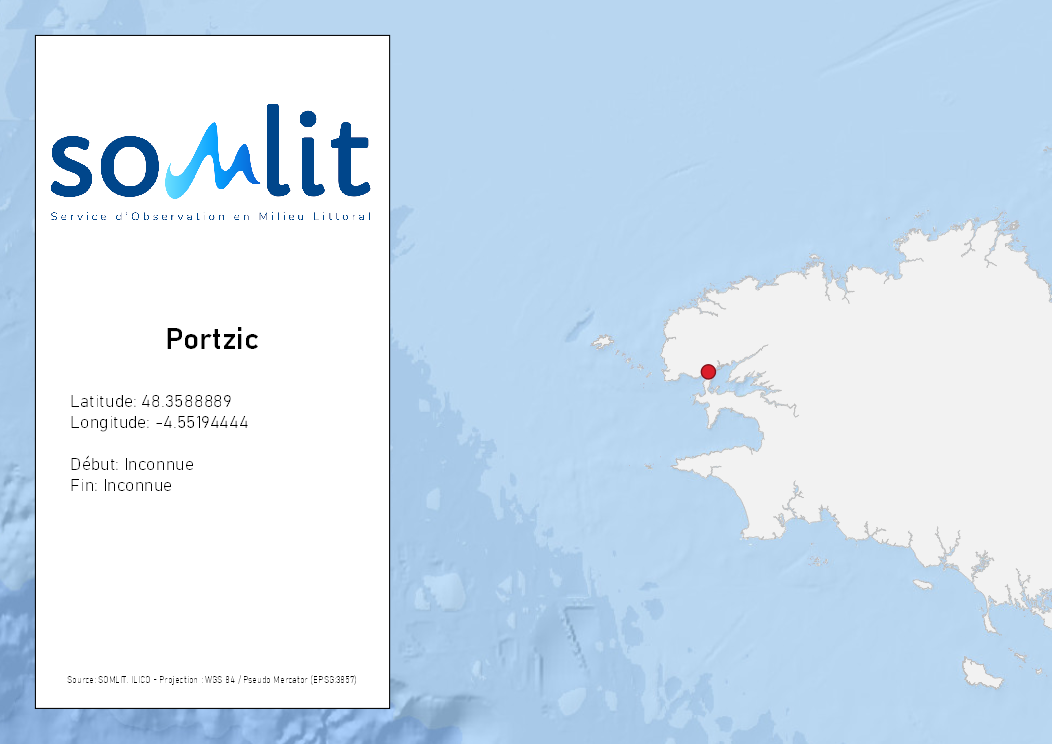 somlit
Service d'Observation en Milieu Littoral
Portzic
Latitude: 48.3588889
Longitude: -4.55194444
Début: Inconnue
Fin: Inconnue
Source: SOMLIT, ILICO - Projection : WGS 84 / Pseudo Mercator (EPSG:3857)